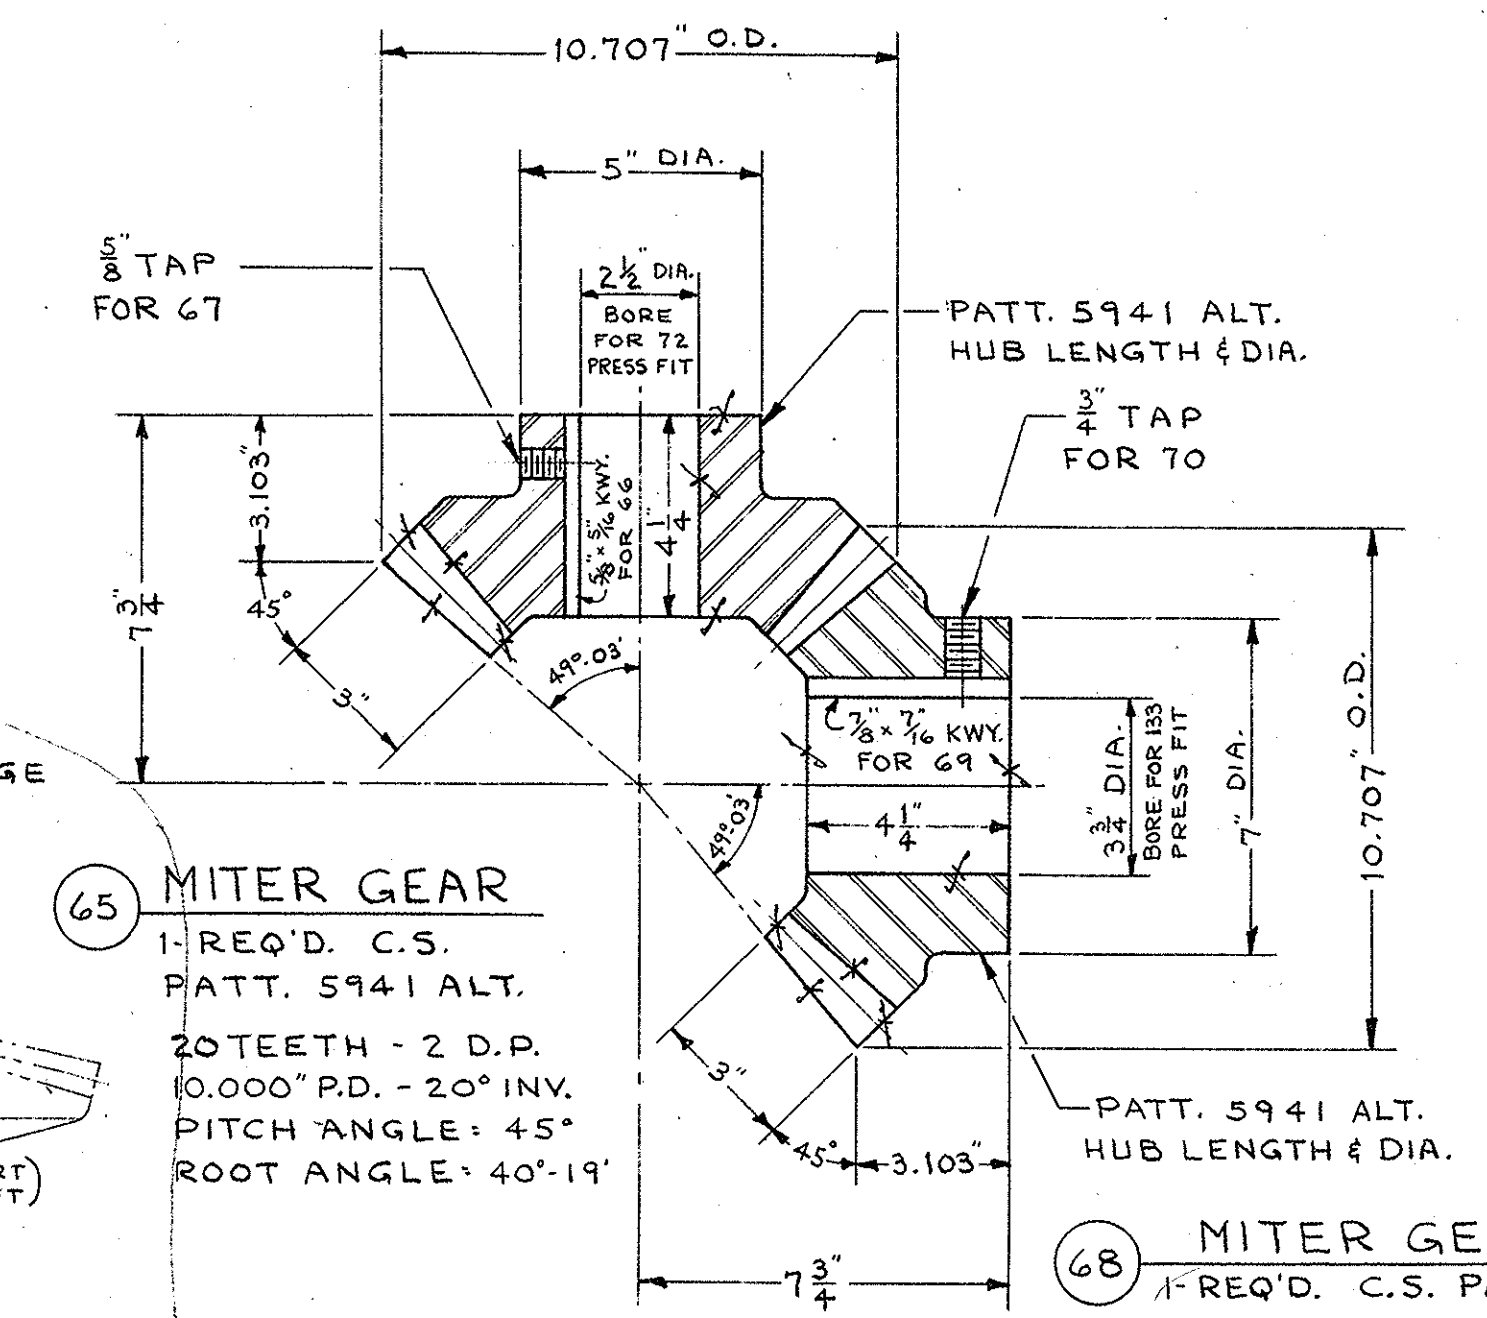 10.707" O.D.
5" DIA.
5/8" TAP
FOR 67
2 1/2" DIA.
BORE
FOR 72
PRESS FIT
PATT. 5941 ALT.
HUB LENGTH & DIA.
3/4" TAP
FOR 70
3.103"
7 3/4"
5/8" × 5/16 KWY.
FOR 66
4 1/4"
45°
3"
49°-03'
7/8" × 7/16 KWY.
FOR 69
49°-03'
4 1/4"
3 3/4 DIA.
BORE FOR 133
PRESS FIT
7" DIA.
10.707" O.D.
GE
65 MITER GEAR
1-REQ'D. C.S.
PATT. 5941 ALT.
20 TEETH - 2 D.P.
10.000" P.D. - 20° INV.
PITCH ANGLE: 45°
ROOT ANGLE: 40°-19'
3"
45°
3.103"
PATT. 5941 ALT.
HUB LENGTH & DIA.
7 3/4"
68 MITER GE
1-REQ'D. C.S.